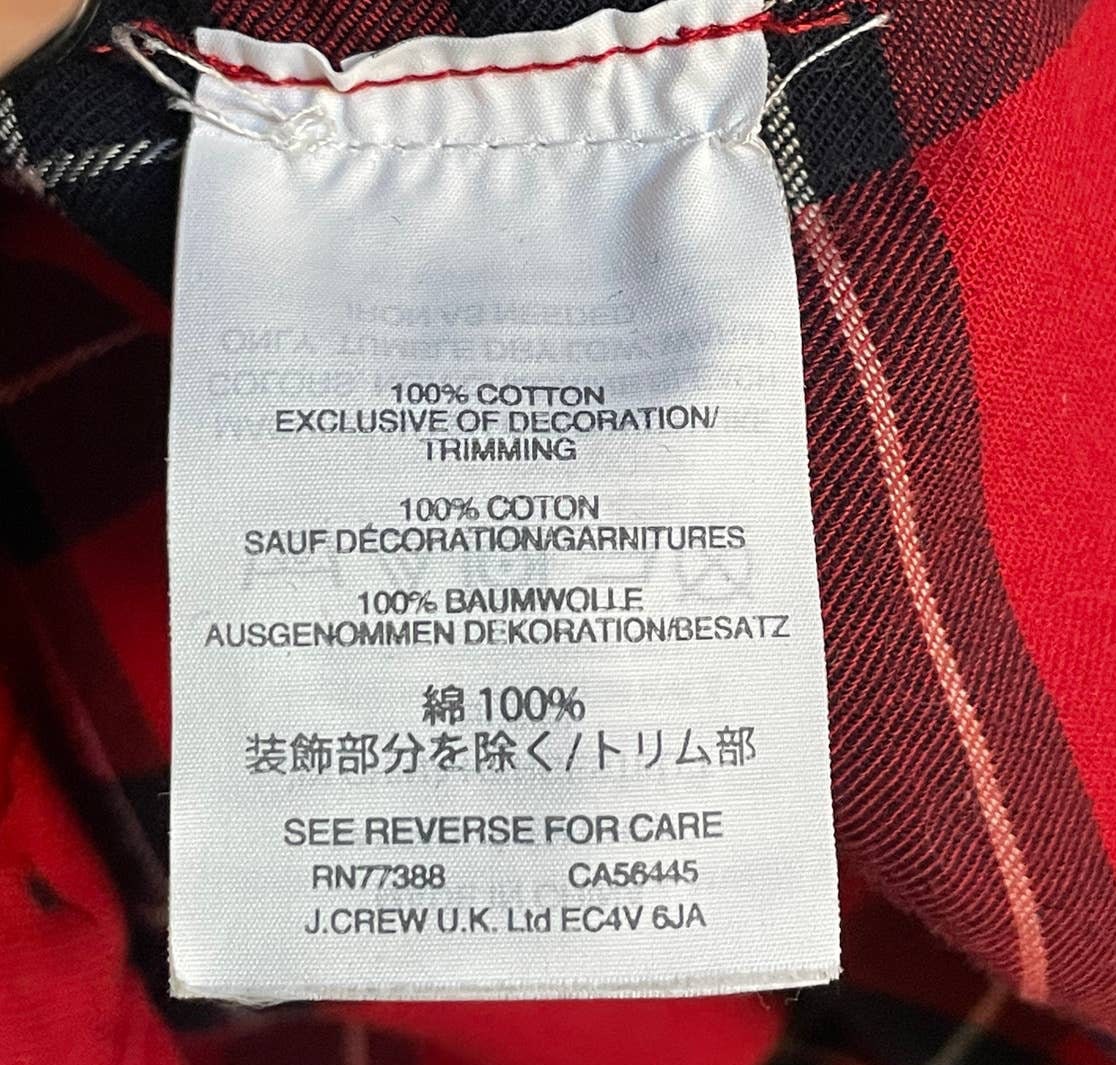 100% COTTON
EXCLUSIVE OF DECORATION/
TRIMMING
100% COTON
SAUF DÉCORATION/GARNITURES
100% BAUMWOLLE
AUSGENOMMEN DEKORATION/BESATZ
綿 100%
装飾部分を除く/トリム部
SEE REVERSE FOR CARE
RN77388 CA56445
J.CREW U.K. Ltd EC4V 6JA